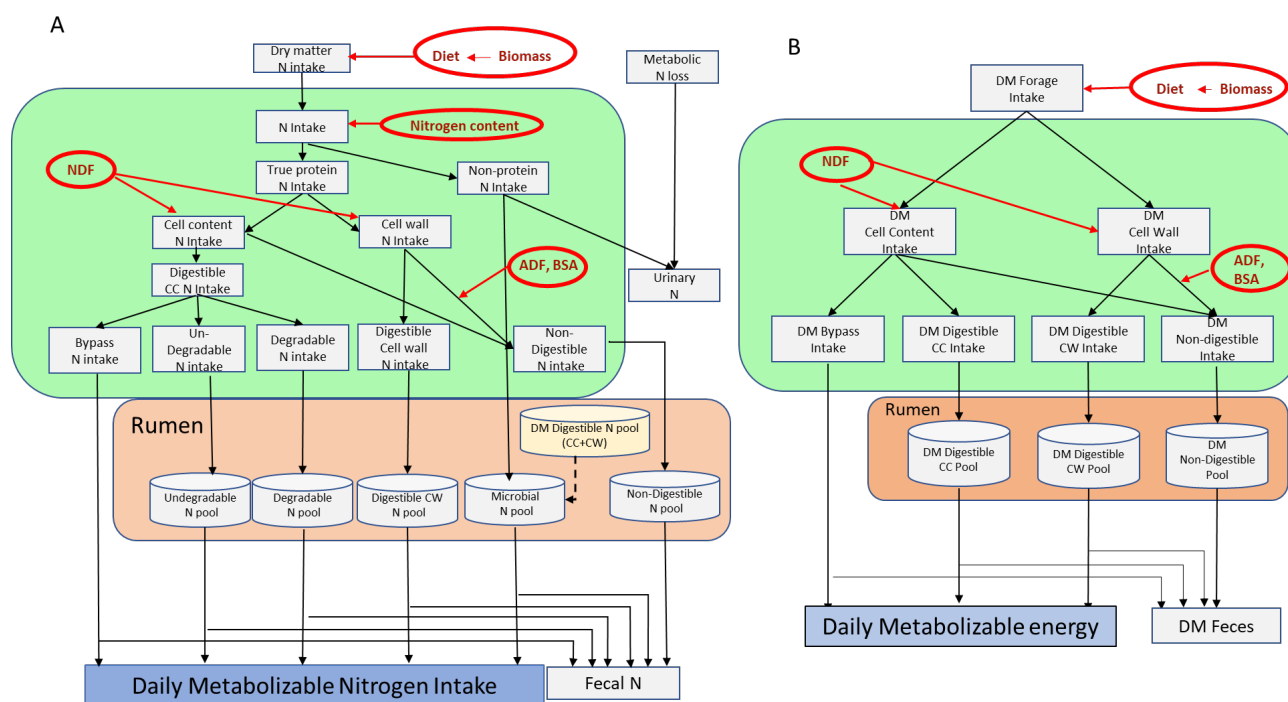 A
Dry matter
N intake
Diet
Biomass
Metabolic
N loss
N Intake
Nitrogen content
NDF
True protein
N Intake
Non-protein
N Intake
Cell content
N Intake
Cell wall
N Intake
ADF, BSA
Digestible
CC N Intake
Urinary
N
Bypass
N intake
Un-
Degradable
N intake
Degradable
N intake
Digestible
Cell wall
N intake
Non-
Digestible
N intake
Rumen
DM Digestible N pool
(CC+CW)
Undegradable
N pool
Degradable
N pool
Digestible CW
N pool
Microbial
N pool
Non-Digestible
N pool
Daily Metabolizable Nitrogen Intake
Fecal N
B
DM Forage
Intake
Diet
Biomass
NDF
DM
Cell Content
Intake
DM
Cell Wall
Intake
ADF,
BSA
DM Bypass
Intake
DM Digestible
CC Intake
DM Digestible
CW Intake
DM
Non-digestible
Intake
Rumen
DM Digestible
CC Pool
DM Digestible
CW Pool
DM
Non-Digestible
Pool
Daily Metabolizable energy
DM Feces